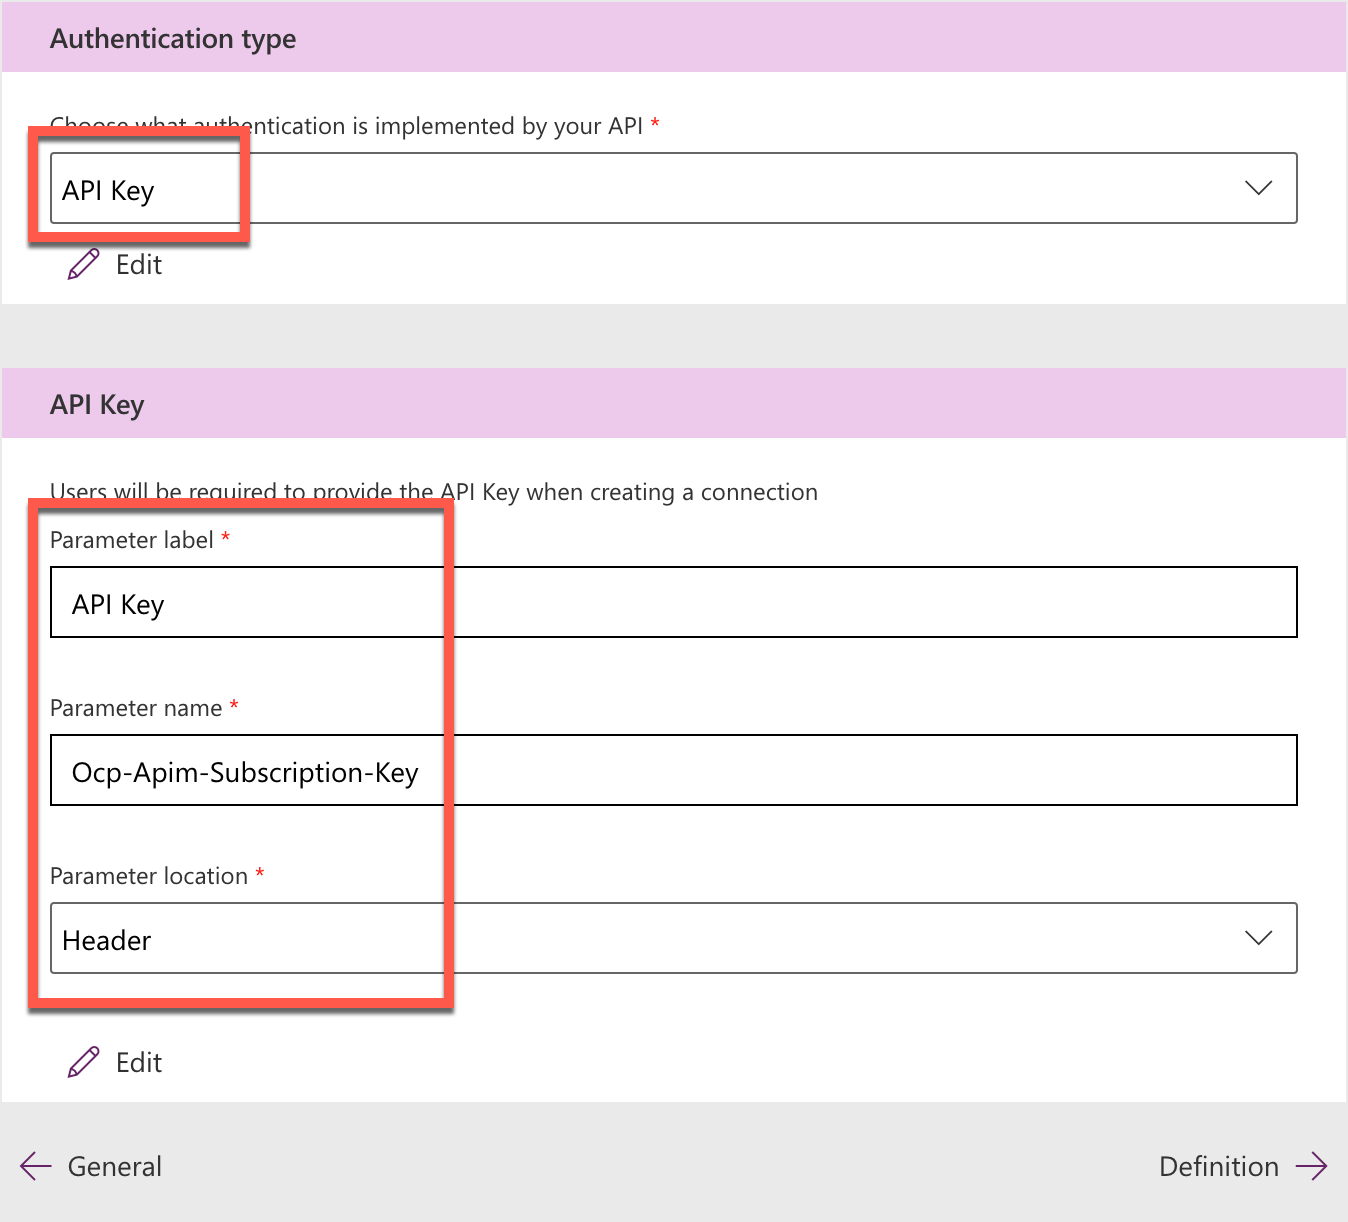 Authentication type
Choose what authentication is implemented by your API *
API Key
Edit
API Key
Users will be required to provide the API Key when creating a connection
Parameter label *
API Key
Parameter name *
Ocp-Apim-Subscription-Key
Parameter location *
Header
Edit
General
Definition